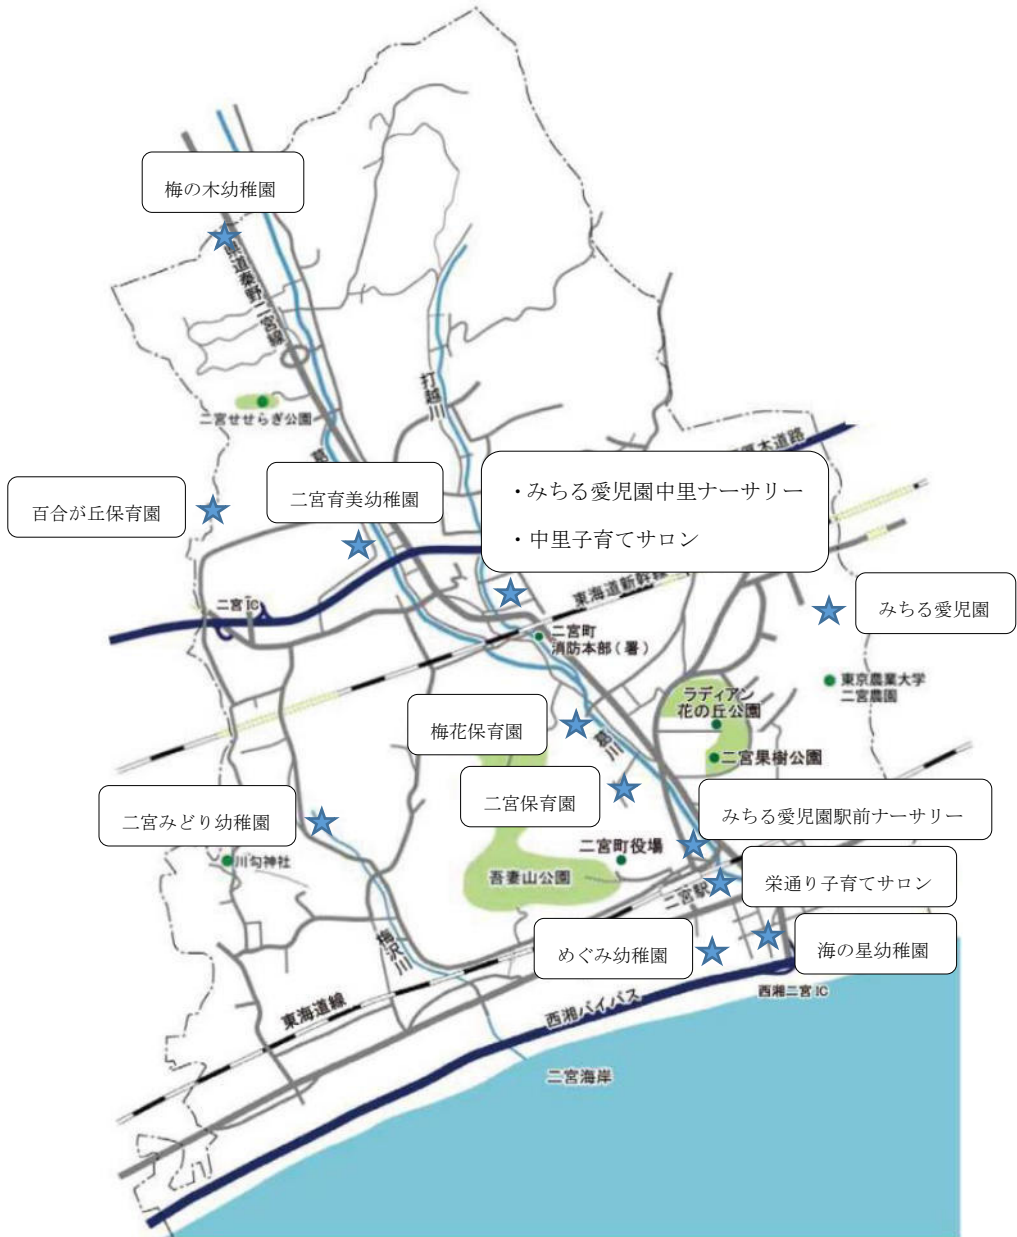 梅の木幼稚園
県道秦野二宮線
打越川
二宮せせらぎ公園
二宮育美幼稚園
・みちる愛児園中里ナーサリー
・中里子育てサロン
百合が丘保育園
東海道新幹線
二宮IC
みちる愛児園
二宮町
消防本部(署)
東京農業大学
二宮農園
ラディアン
花の丘公園
梅花保育園
葛川
二宮果樹公園
二宮保育園
みちる愛児園駅前ナーサリー
二宮みどり幼稚園
川勾神社
二宮町役場
吾妻山公園
二宮駅
栄通り子育てサロン
めぐみ幼稚園
海の星幼稚園
梅沢川
東海道線
西湘バイパス
西湘二宮IC
二宮海岸